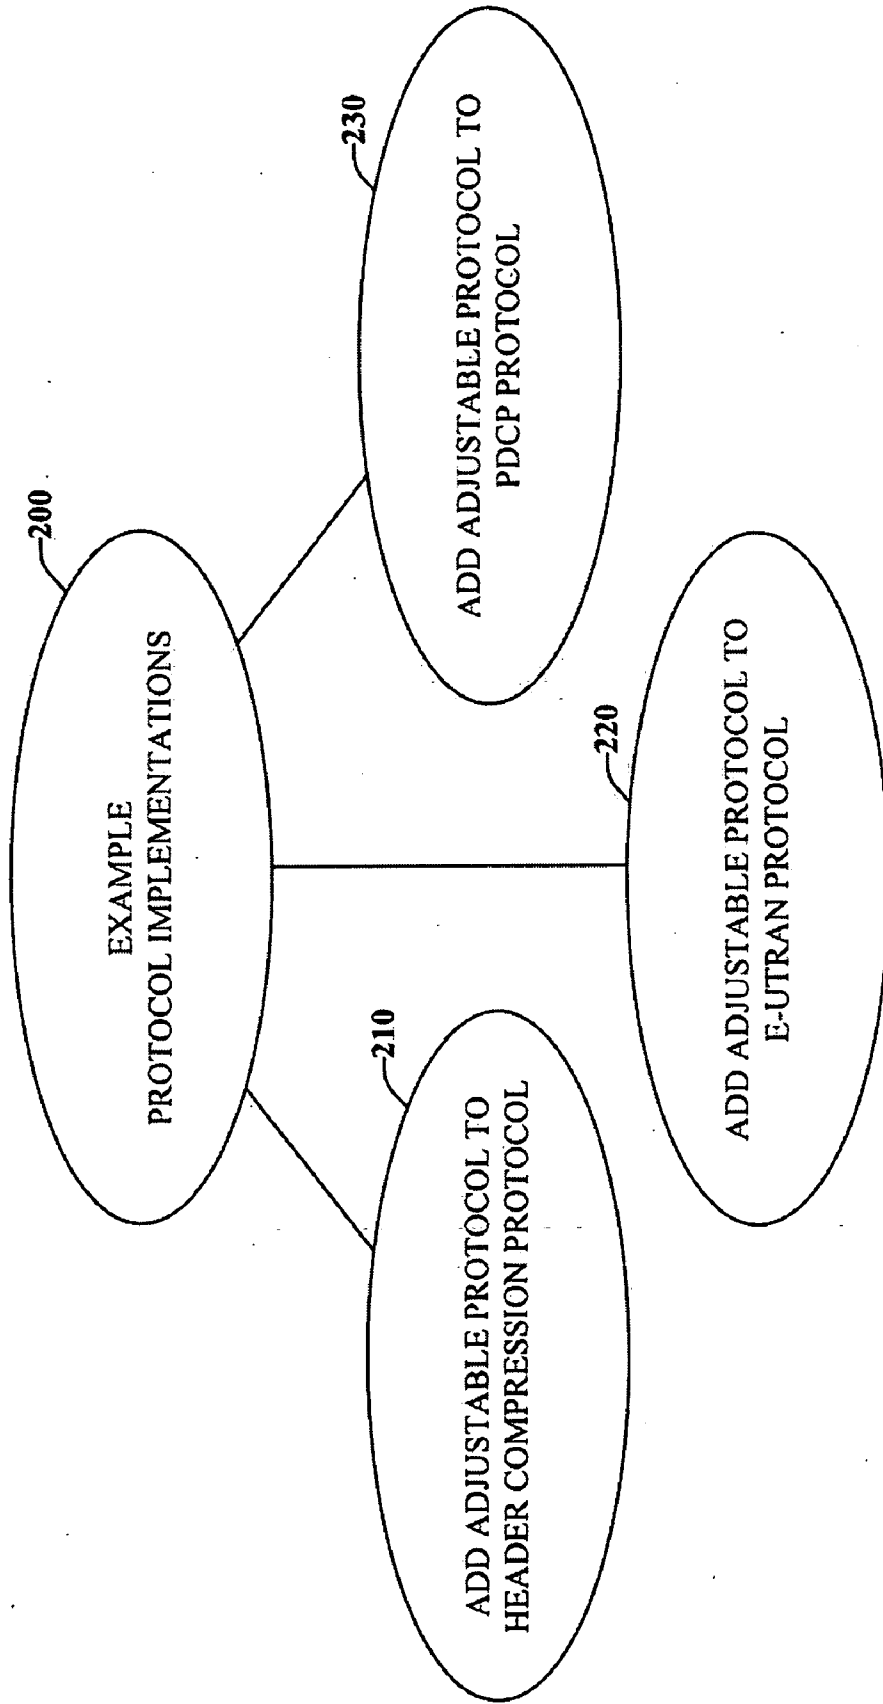 200
EXAMPLE
PROTOCOL IMPLEMENTATIONS
210
ADD ADJUSTABLE PROTOCOL TO
HEADER COMPRESSION PROTOCOL
220
ADD ADJUSTABLE PROTOCOL TO
E-UTRAN PROTOCOL
230
ADD ADJUSTABLE PROTOCOL TO
PDCP PROTOCOL